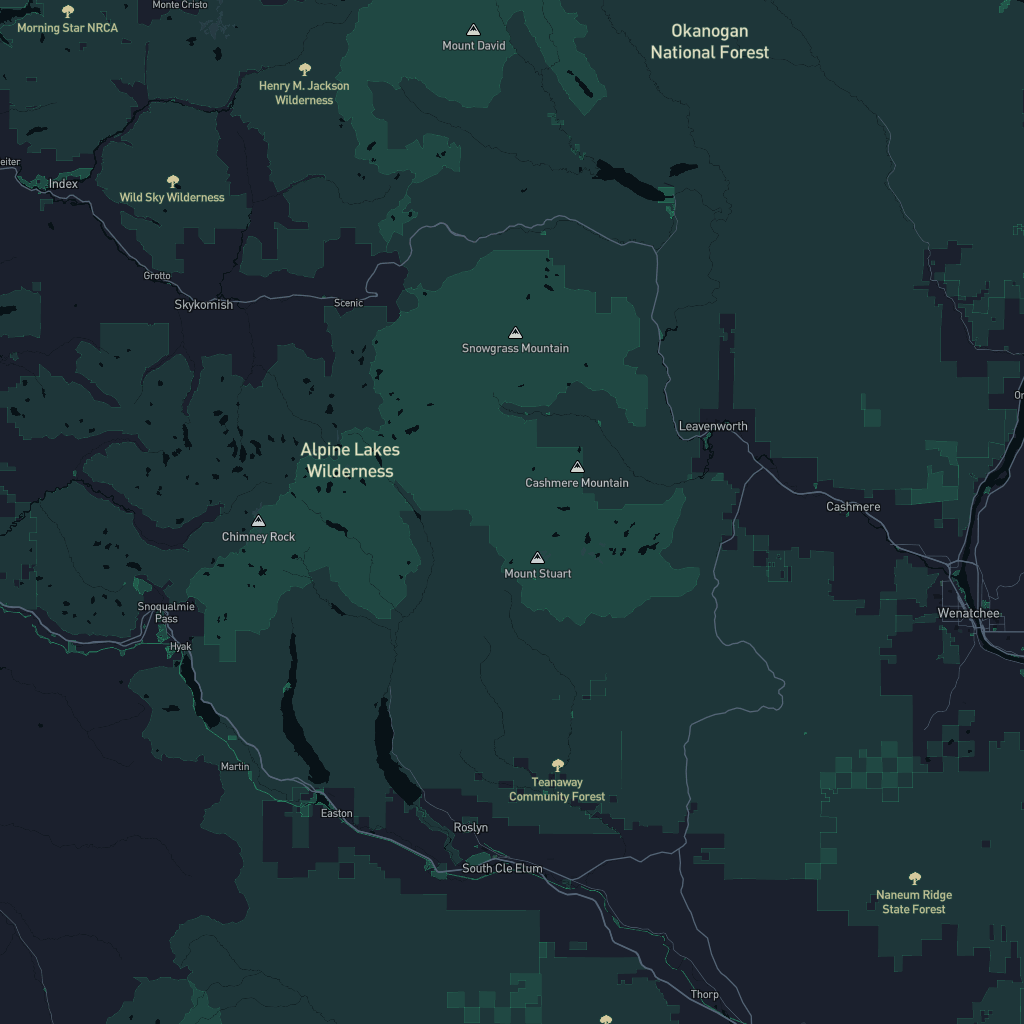 Monte Cristo
Morning Star NRCA
Okanogan
National Forest
Mount David
Henry M. Jackson
Wilderness
eiter
Index
Wild Sky Wilderness
Grotto
Skykomish
Scenic
Snowgrass Mountain
Or
Leavenworth
Alpine Lakes
Wilderness
Cashmere Mountain
Cashmere
Chimney Rock
Mount Stuart
Snoqualmie
Pass
Wenatchee
Hyak
Martin
Teanaway
Community Forest
Easton
Roslyn
South Cle Elum
Naneum Ridge
State Forest
Thorp